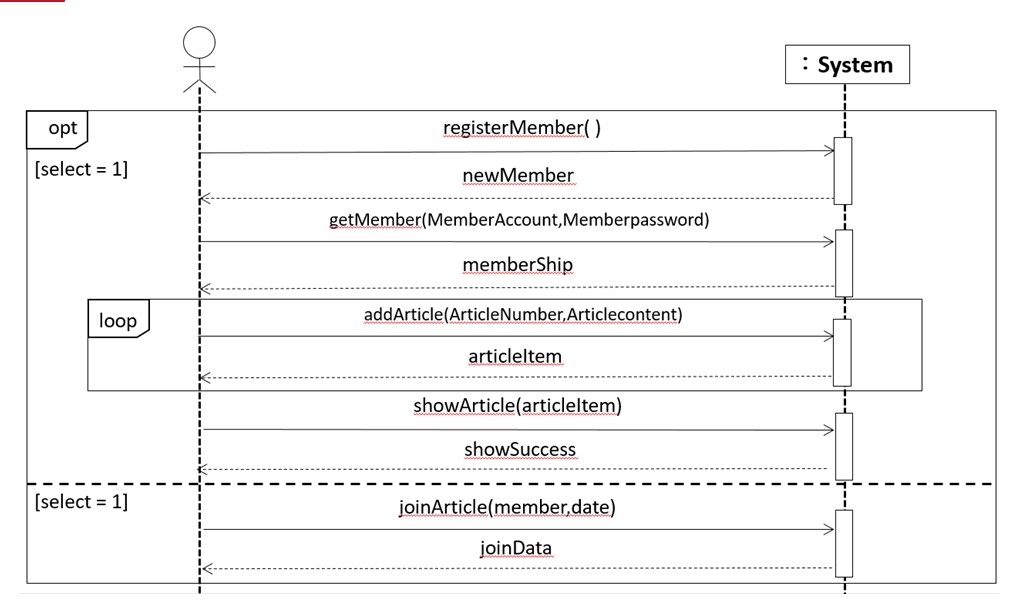 : System
opt
registerMember( )
[select = 1]
newMember
getMember(MemberAccount,Memberpassword)
memberShip
loop
addArticle(ArticleNumber,Articlecontent)
articleItem
showArticle(articleItem)
showSuccess
[select = 1]
joinArticle(member,date)
joinData